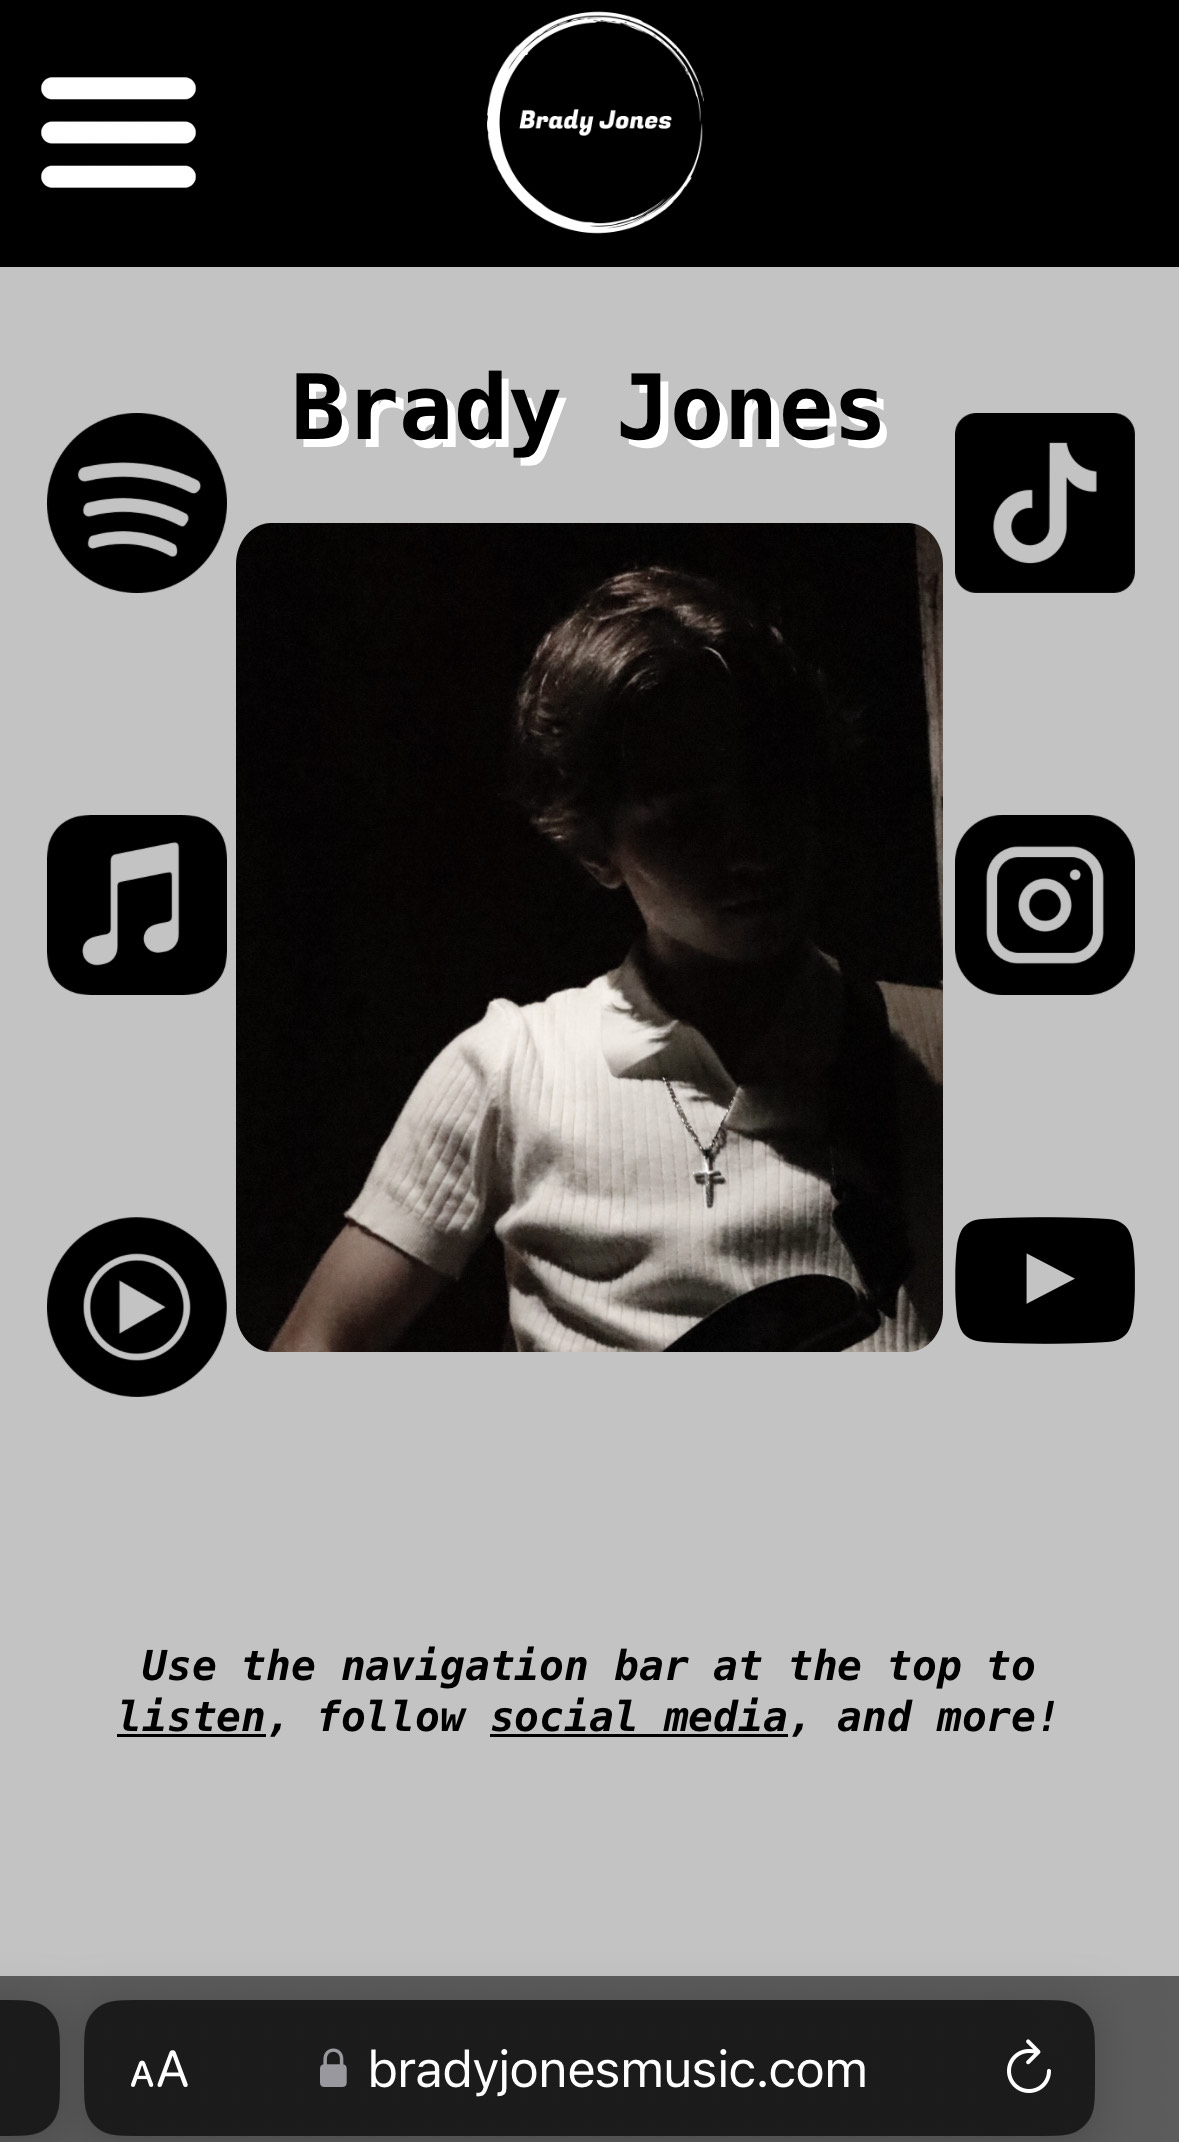 Brady Jones
Brady Jones
Use the navigation bar at the top to
listen, follow social media, and more!
AA bradyjonesmusic.com